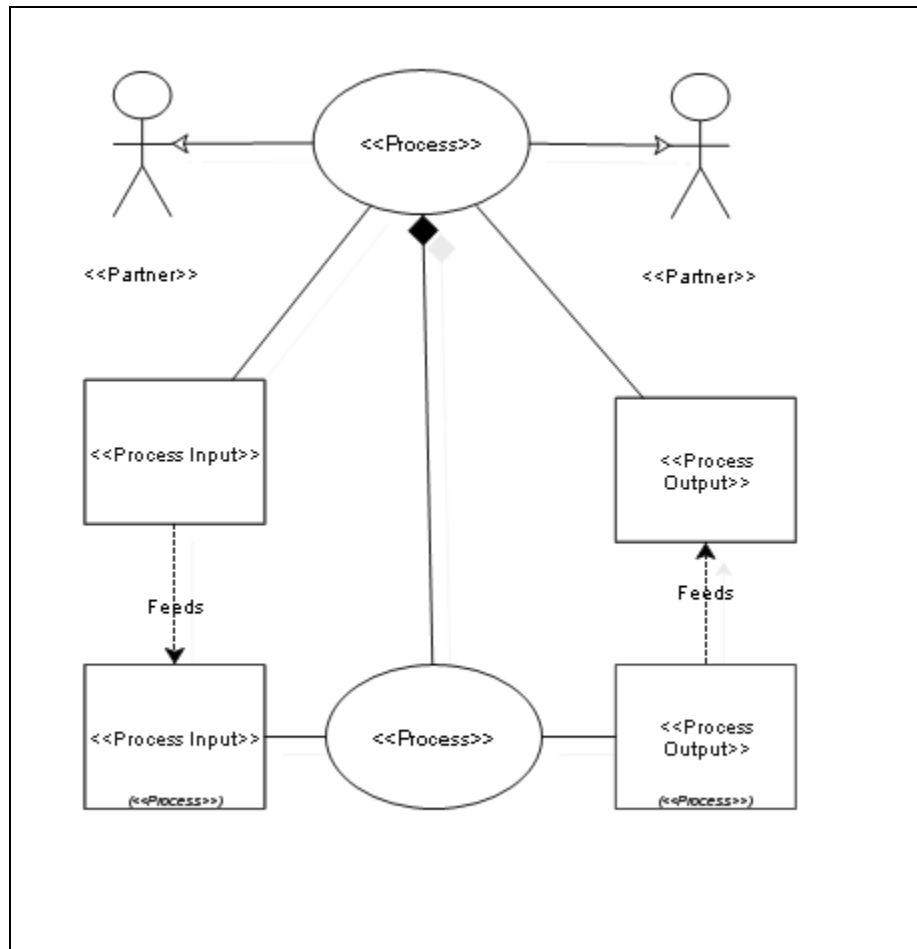 <<Process>>
<<Partner>>
<<Partner>>
<<Process Input>>
<<Process
Output>>
Feeds
Feeds
<<Process Input>>
(<<Process>>)
<<Process>>
<<Process
Output>>
(<<Process>>)